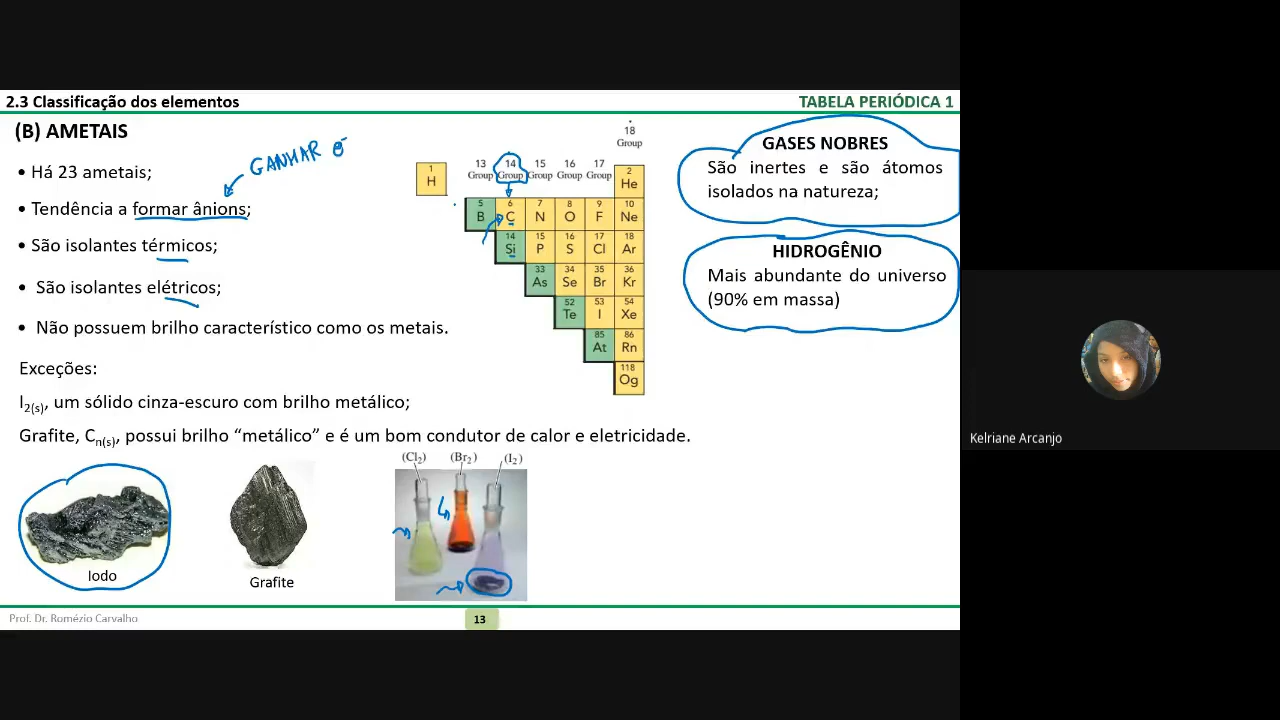 2.3 Classificação dos elementos
TABELA PERIÓDICA 1
(B) AMETAIS
GANHAR e⁻
• Há 23 ametais;
• Tendência a formar ânions;
• São isolantes térmicos;
• São isolantes elétricos;
• Não possuem brilho característico como os metais.
Exceções:
I2(s), um sólido cinza-escuro com brilho metálico;
Grafite, Cn(s), possui brilho “metálico” e é um bom condutor de calor e eletricidade.
18
Group
13 14 15 16 17
Group Group Group Group Group
1 2
H He
5 6 7 8 9 10
B C N O F Ne
14 15 16 17 18
Si P S Cl Ar
33 34 35 36
As Se Br Kr
52 53 54
Te I Xe
85 86
At Rn
118
Og
GASES NOBRES
São inertes e são átomos
isolados na natureza;
HIDROGÊNIO
Mais abundante do universo
(90% em massa)
(Cl2) (Br2) (I2)
Iodo
Grafite
Prof. Dr. Romézio Carvalho
13
Kelriane Arcanjo